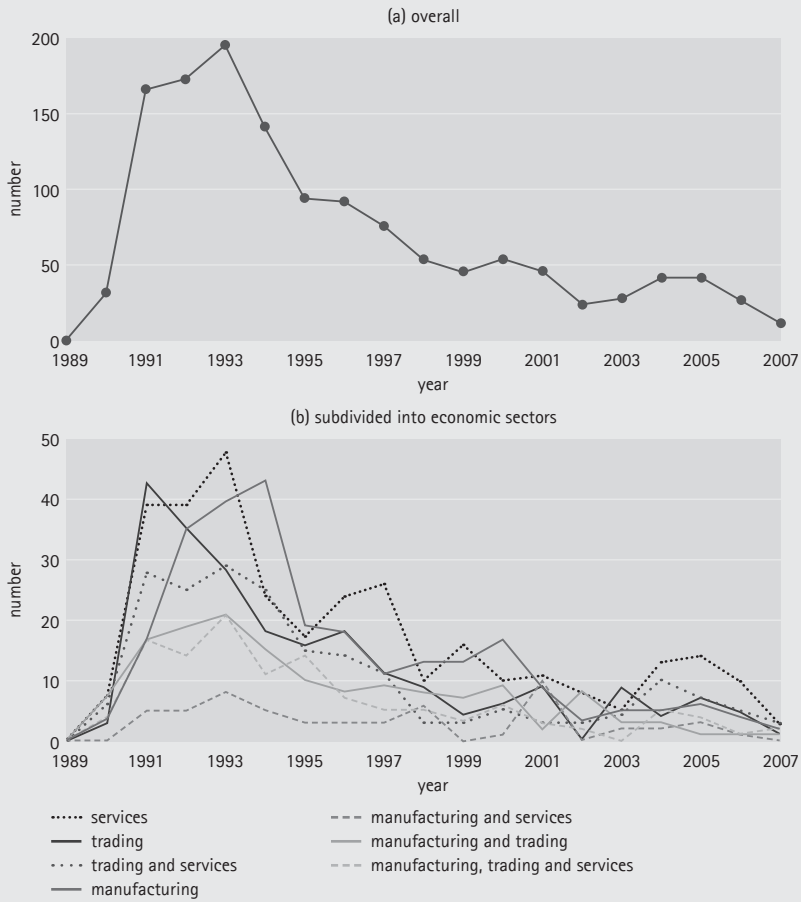 (a) overall
200
150
100
50
0
number
1989 1991 1993 1995 1997 1999 2001 2003 2005 2007
year
(b) subdivided into economic sectors
50
40
30
20
10
0
number
1989 1991 1993 1995 1997 1999 2001 2003 2005 2007
year
services
trading
trading and services
manufacturing
manufacturing and services
manufacturing and trading
manufacturing, trading and services